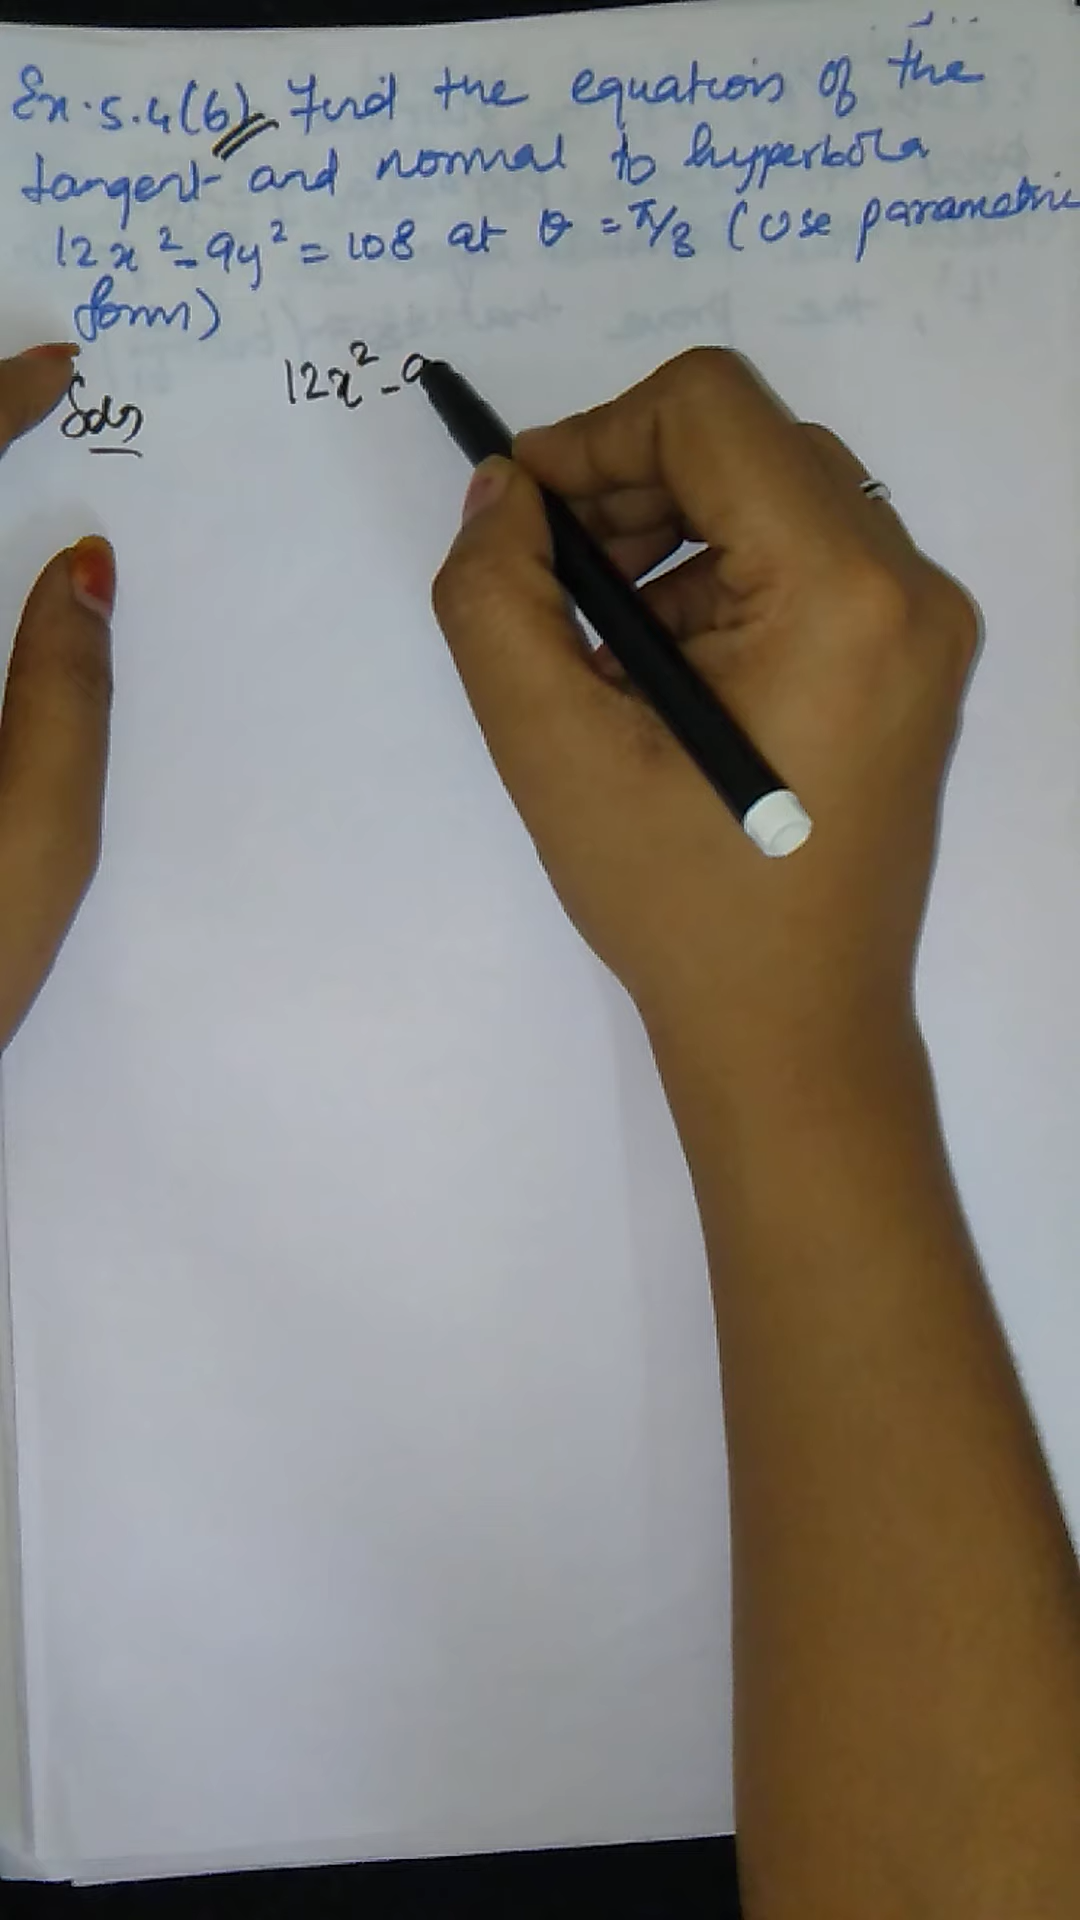 Ex.5.4(6) Find the equation of the
tangent and normal to hyperbola
12x² - 9y² = 108 at θ = π/3 (Use parametric
form)
Soln
12x² - 9